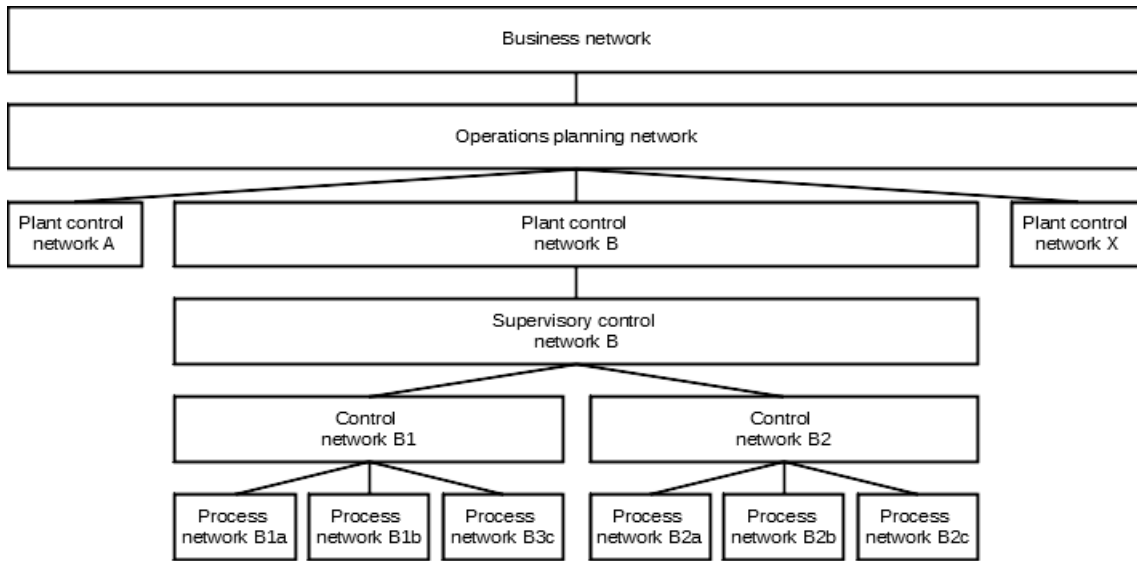 Business network
Operations planning network
Plant control
network A
Plant control
network B
Plant control
network X
Supervisory control
network B
Control
network B1
Control
network B2
Process
network B1a
Process
network B1b
Process
network B3c
Process
network B2a
Process
network B2b
Process
network B2c